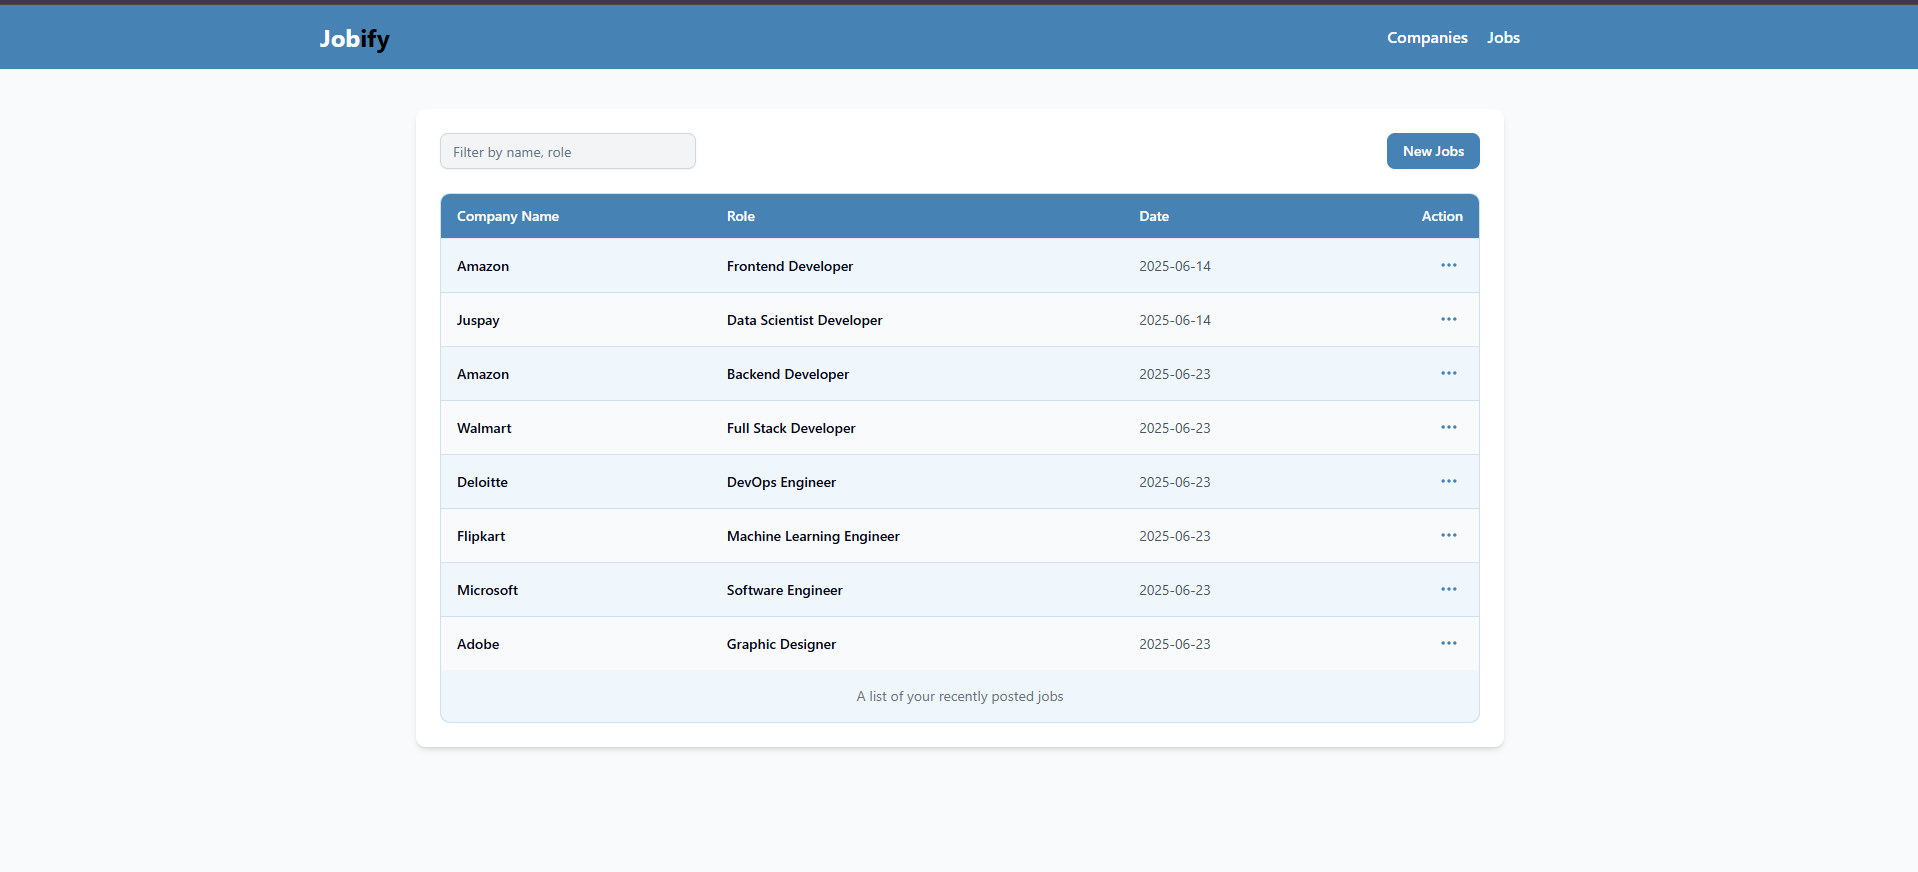 Jobify Companies Jobs
Filter by name, role New Jobs
Company Name Role Date Action
Amazon Frontend Developer 2025-06-14
Juspay Data Scientist Developer 2025-06-14
Amazon Backend Developer 2025-06-23
Walmart Full Stack Developer 2025-06-23
Deloitte DevOps Engineer 2025-06-23
Flipkart Machine Learning Engineer 2025-06-23
Microsoft Software Engineer 2025-06-23
Adobe Graphic Designer 2025-06-23
A list of your recently posted jobs